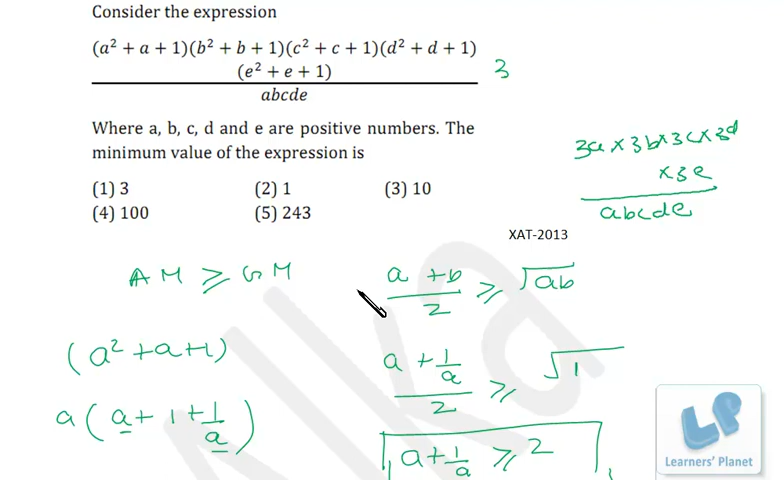 Consider the expression
(a² + a + 1)(b² + b + 1)(c² + c + 1)(d² + d + 1)
(e² + e + 1)
abcde
3
Where a, b, c, d and e are positive numbers. The
minimum value of the expression is
(1) 3 (2) 1 (3) 10
(4) 100 (5) 243
3a × 3b × 3c × 3d
× 3e
abcde
XAT-2013
AM ≥ GM
a + b
2
≥ √ab
(a² + a + 1)
a + 1/a
2
≥ √1
a (a + 1 + 1/a)
a + 1/a ≥ 2
LP
Learners' Planet